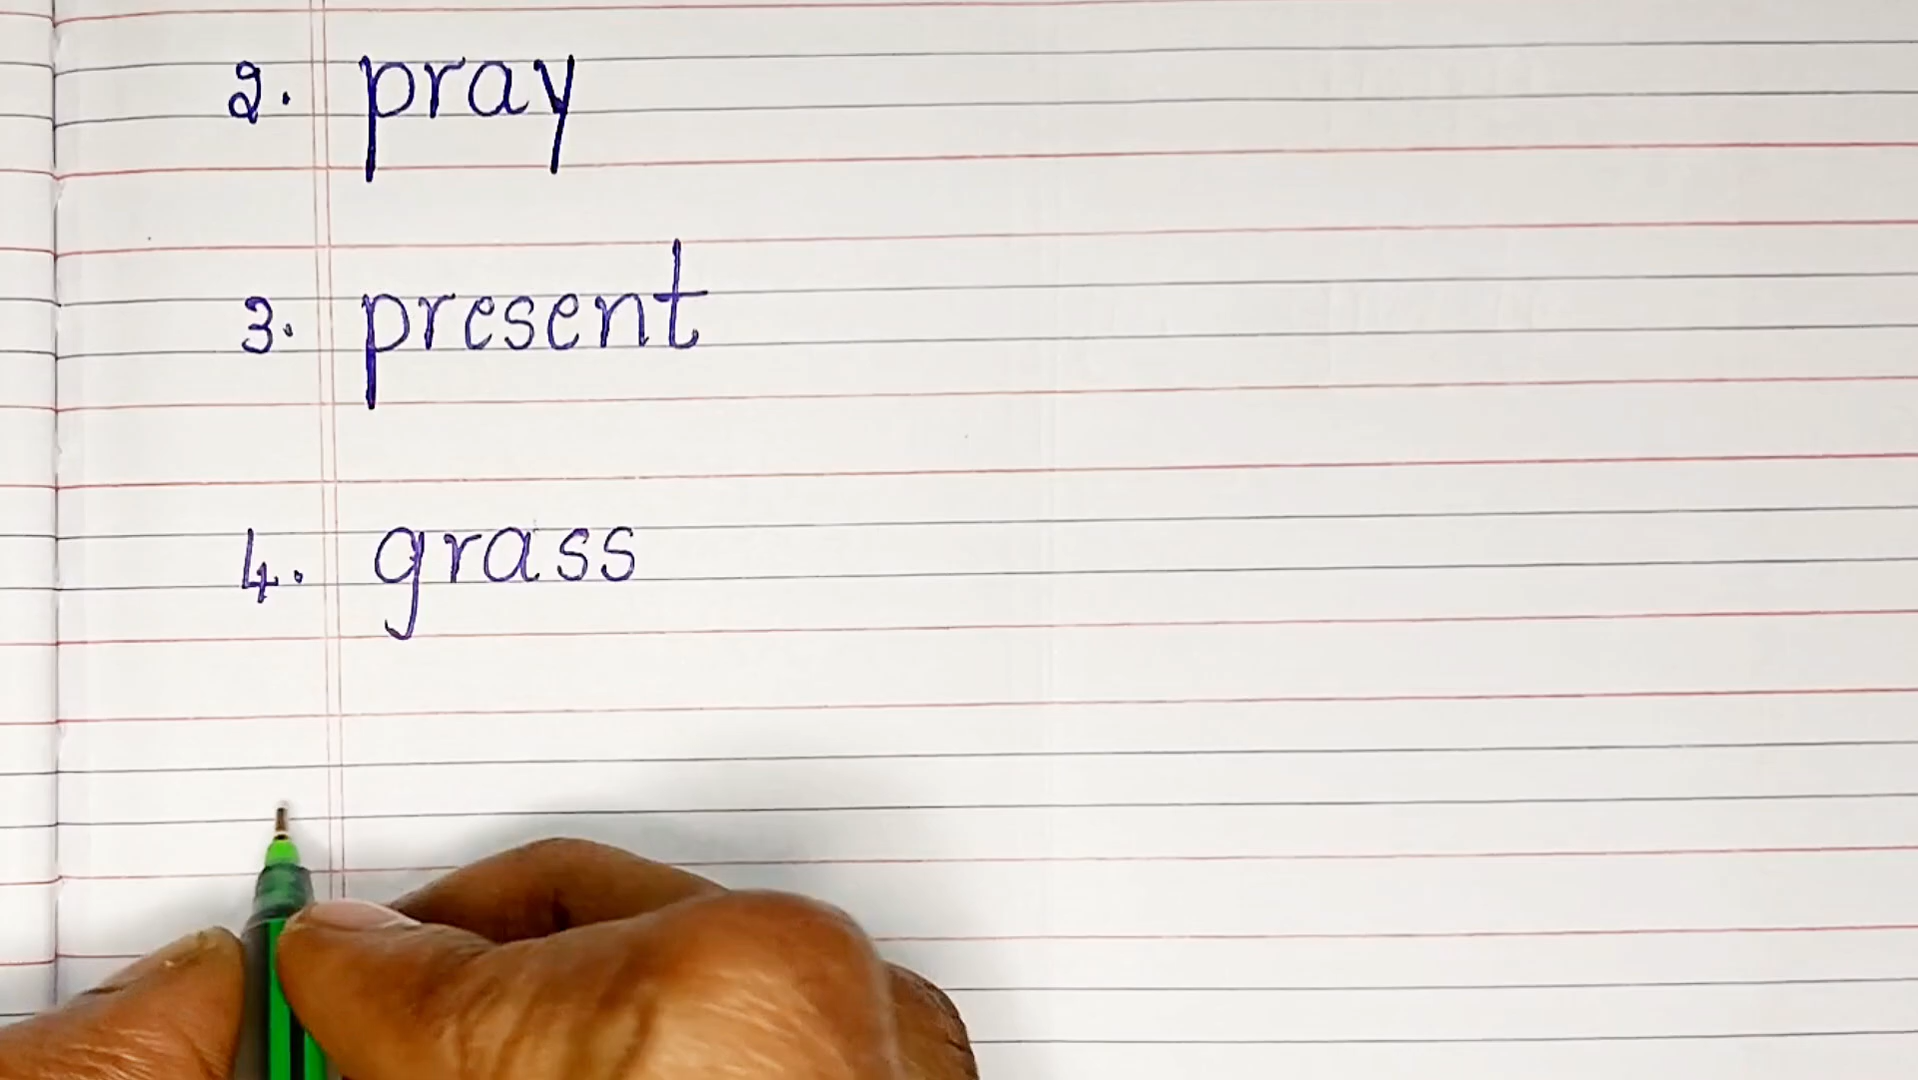 2. pray
3. present
4. grass